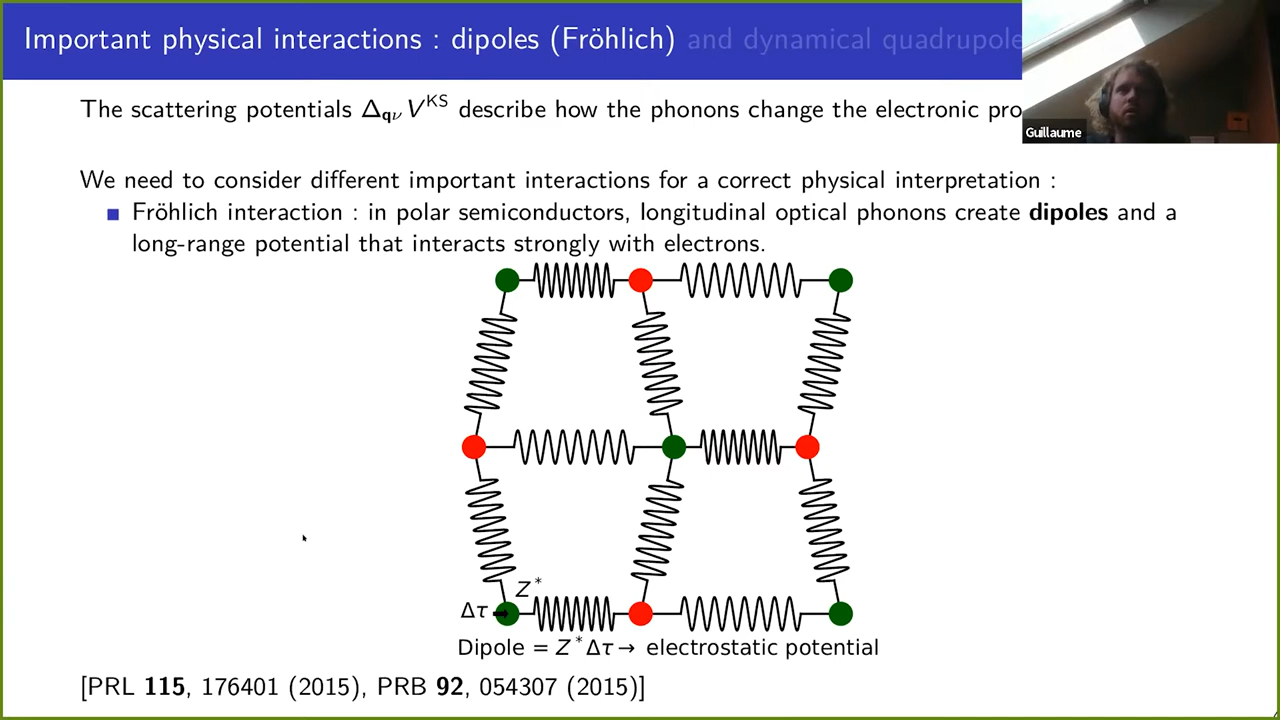 Important physical interactions : dipoles (Fröhlich) and dynamical quadrupole
The scattering potentials Δqν V^KS describe how the phonons change the electronic pro
Guillaume
We need to consider different important interactions for a correct physical interpretation :
Fröhlich interaction : in polar semiconductors, longitudinal optical phonons create dipoles and a
long-range potential that interacts strongly with electrons.
Z*
Δτ
Dipole = Z*Δτ → electrostatic potential
[PRL 115, 176401 (2015), PRB 92, 054307 (2015)]